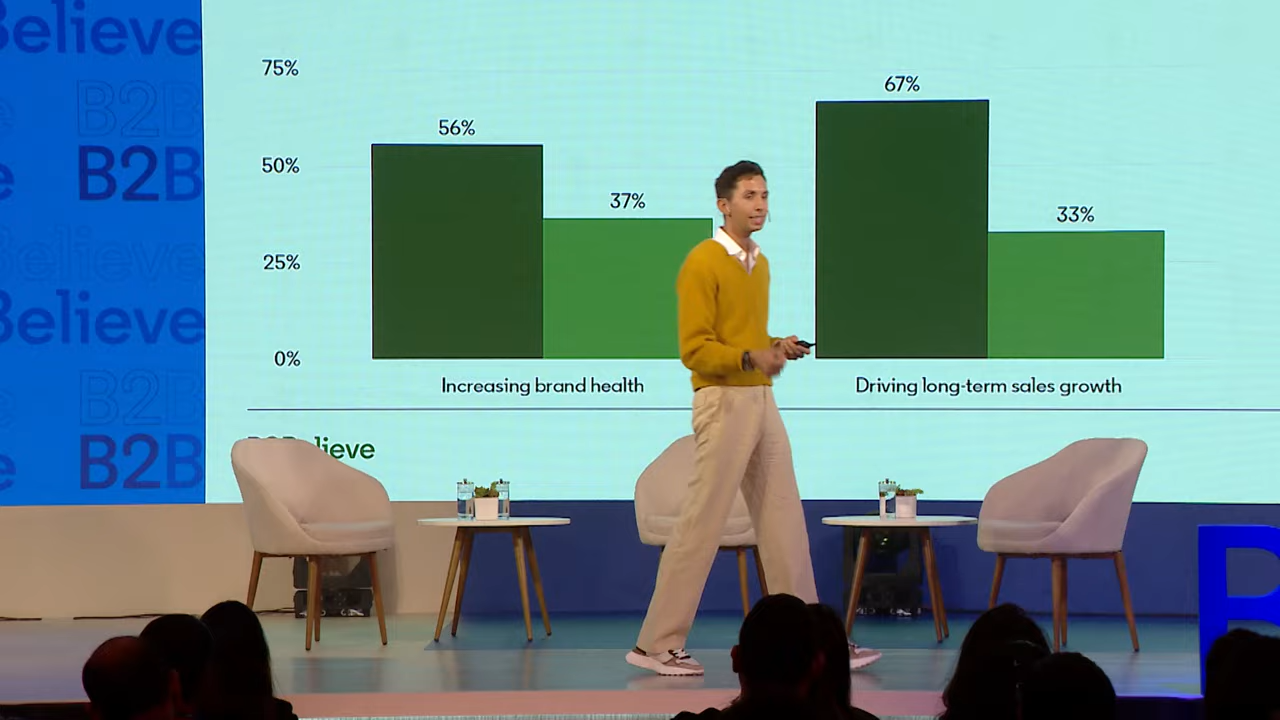 Believe
B2B
B2B
Believe
Believe
B2B
B2B
75%
50%
25%
0%
56%
37%
67%
33%
Increasing brand health
Driving long-term sales growth
lieve
B